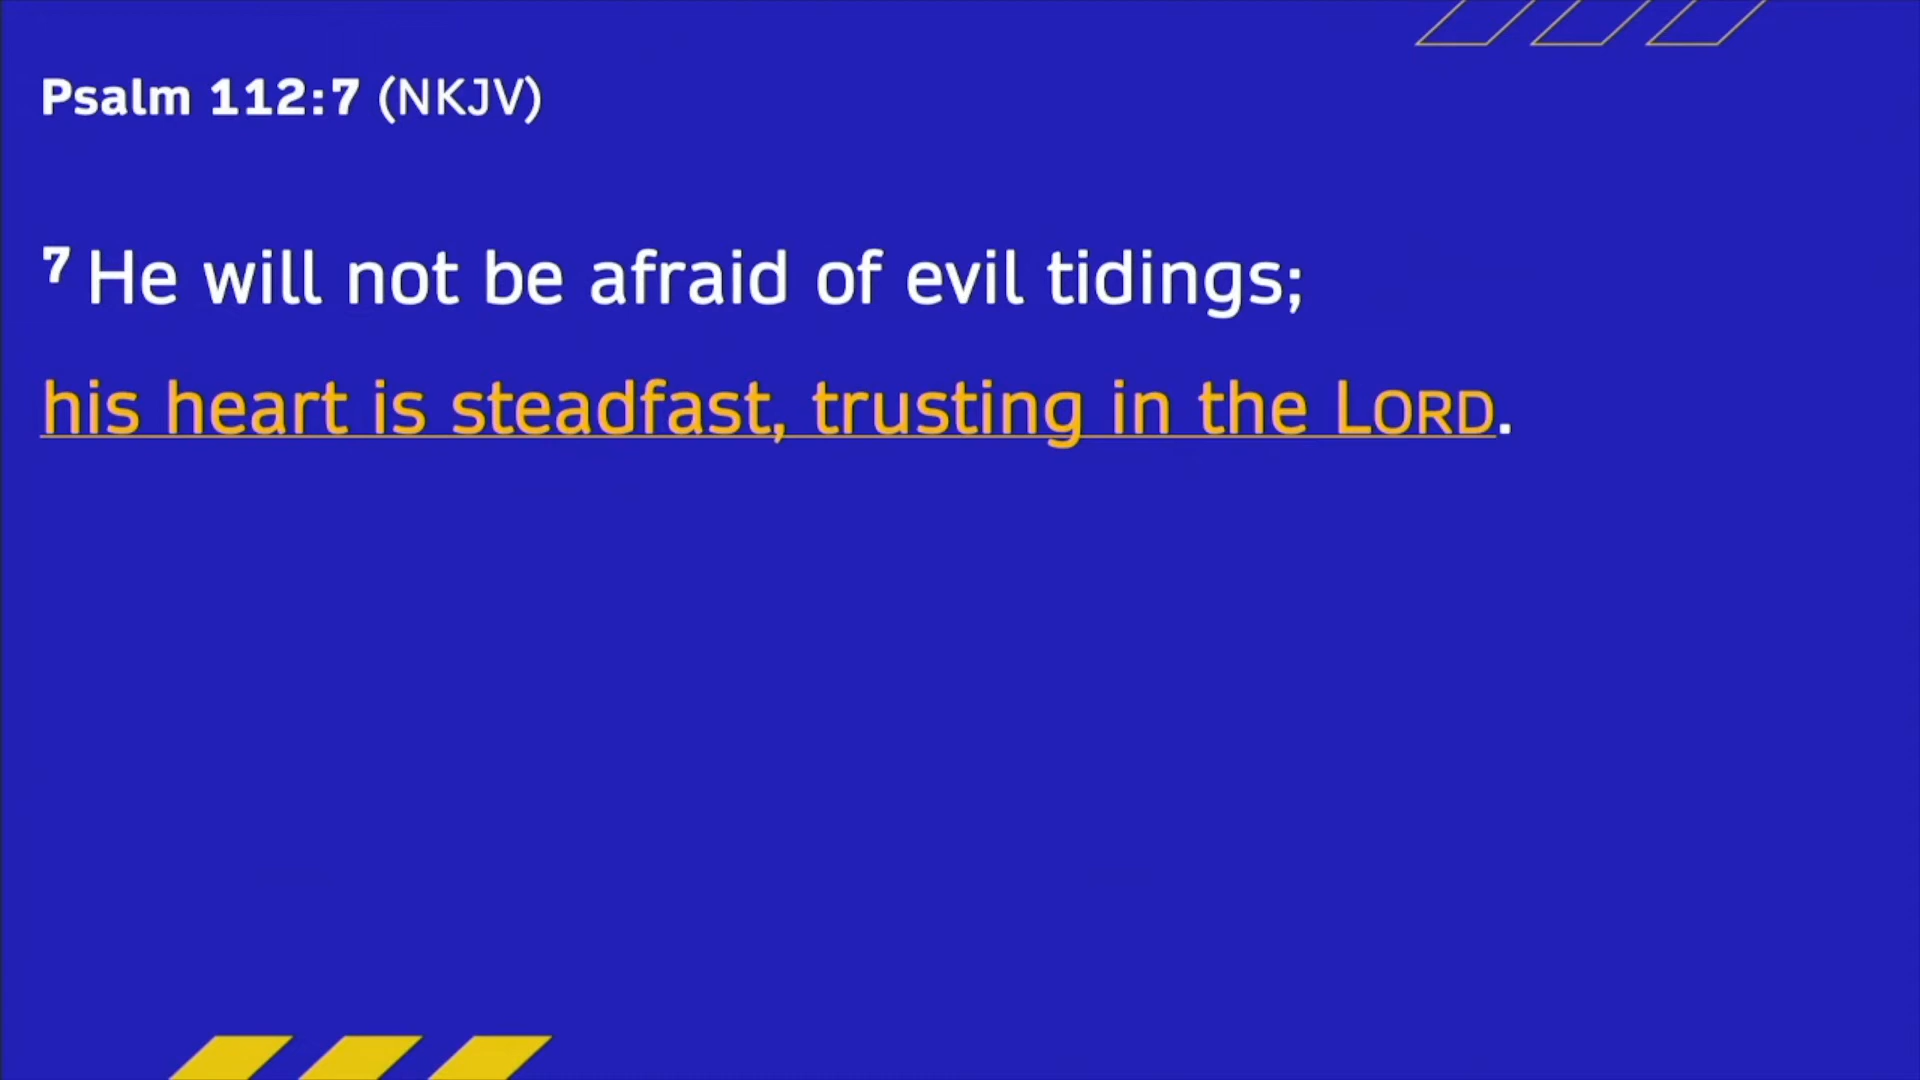 Psalm 112:7 (NKJV)
7 He will not be afraid of evil tidings;
his heart is steadfast, trusting in the LORD.